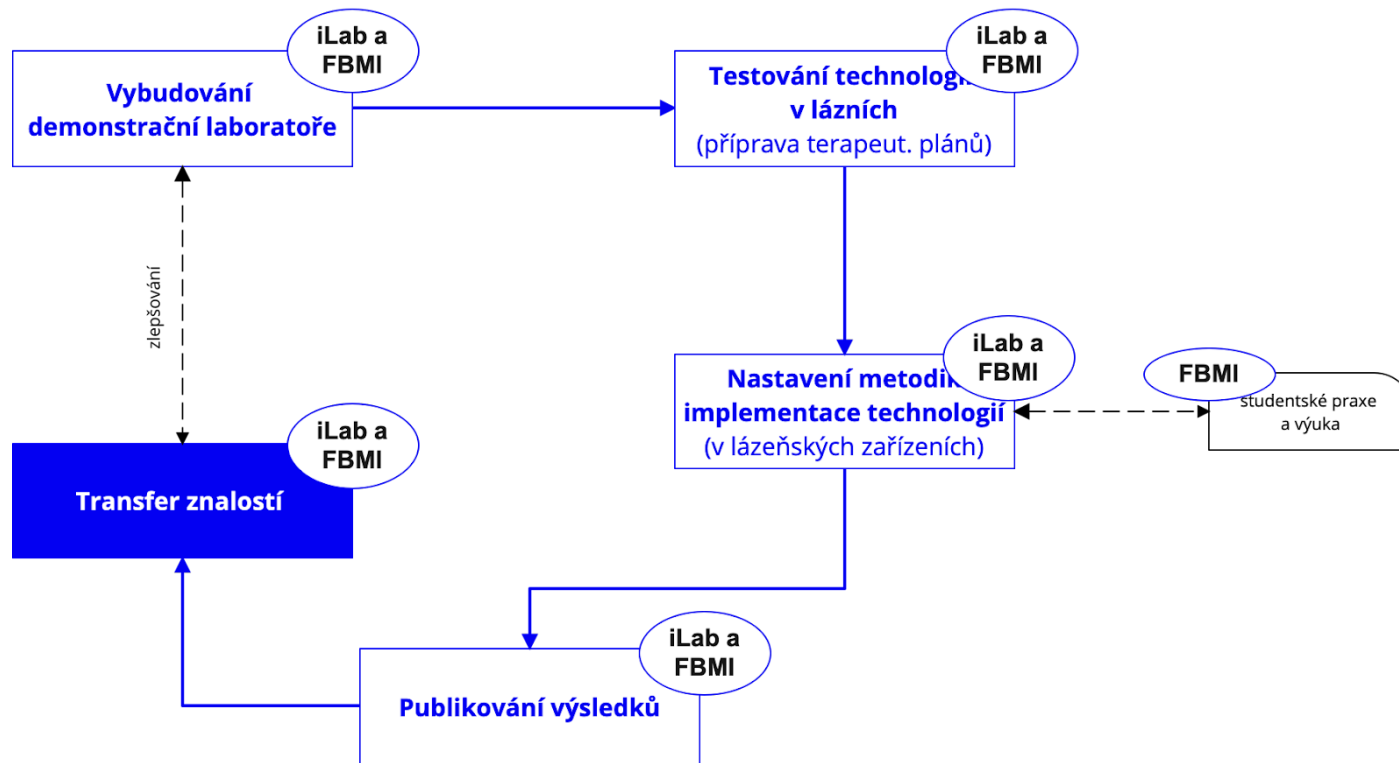 iLab a
FBMI
Vybudování
demonstrační laboratoře
iLab a
FBMI
Testování technologi
v lázních
(příprava terapeut. plánů)
zlepšování
iLab a
FBMI
Nastavení metodik
implementace technologií
(v lázeňských zařízeních)
FBMI
studentské praxe
a výuka
iLab a
FBMI
Transfer znalostí
iLab a
FBMI
Publikování výsledků